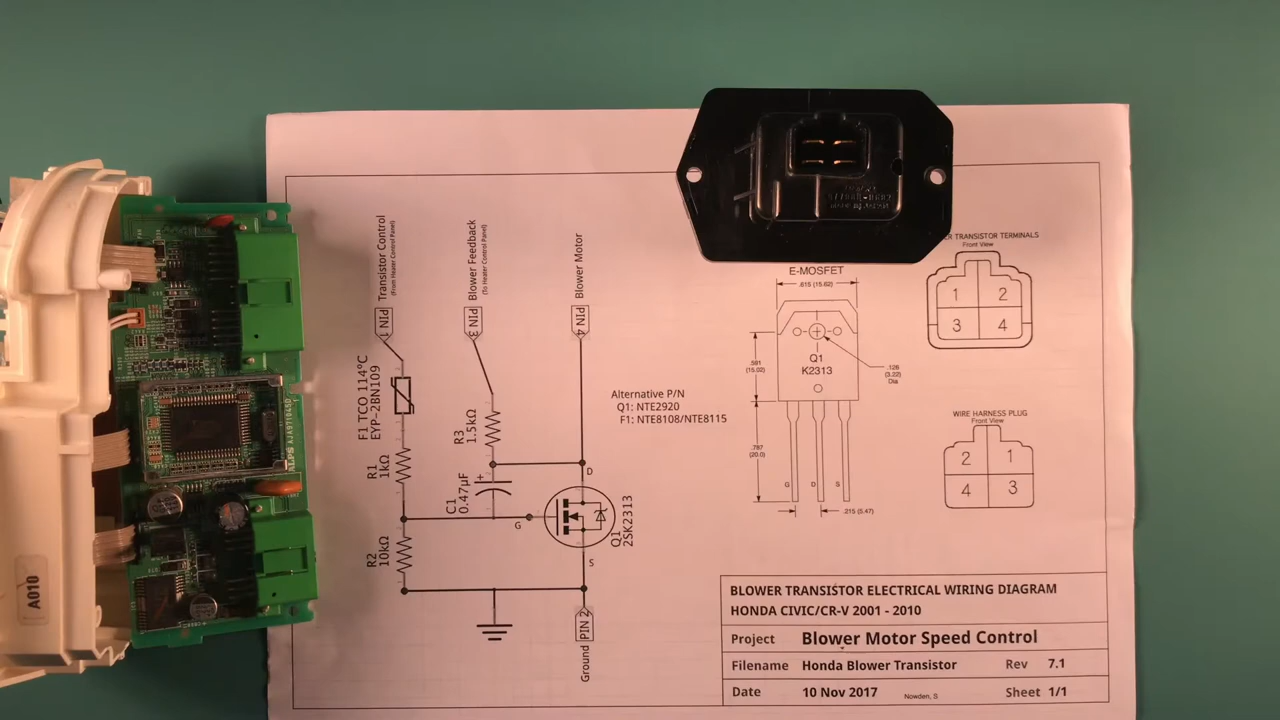 Transistor Control
(From Heater Control Panel)
Blower Feedback
(To Heater Control Panel)
Blower Motor
PIN 1
PIN 3
PIN 4
F1 TCO 114°C
EYP-2BN109
R1
1kΩ
R3
1.5kΩ
C1
0.47µF
+
R2
10kΩ
G
D
S
Q1
2SK2313
Ground
PIN 2
Alternative P/N
Q1: NTE2920
F1: NTE8108/NTE8115
E-MOSFET
.615 (15.62)
.591
(15.02)
Q1
K2313
.128
(3.22)
Dia
.787
(20.0)
G
D
S
.215 (5.47)
TRANSISTOR TERMINALS
Front View
1
2
3
4
WIRE HARNESS PLUG
Front View
2
1
4
3
BLOWER TRANSISTOR ELECTRICAL WIRING DIAGRAM
HONDA CIVIC/CR-V 2001 - 2010
Project Blower Motor Speed Control
Filename Honda Blower Transistor Rev 7.1
Date 10 Nov 2017 Nowden, S Sheet 1/1
A010
ALPS